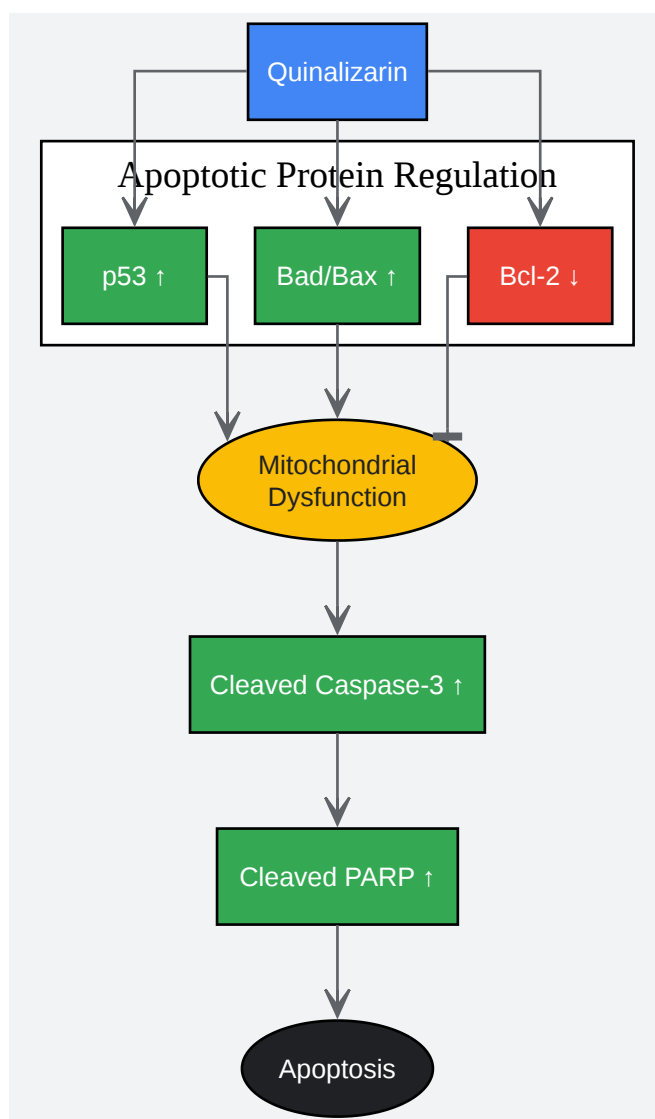 Quinalizarin
Apoptotic Protein Regulation
p53 ↑
Bad/Bax ↑
Bcl-2 ↓
Mitochondrial
Dysfunction
Cleaved Caspase-3 ↑
Cleaved PARP ↑
Apoptosis